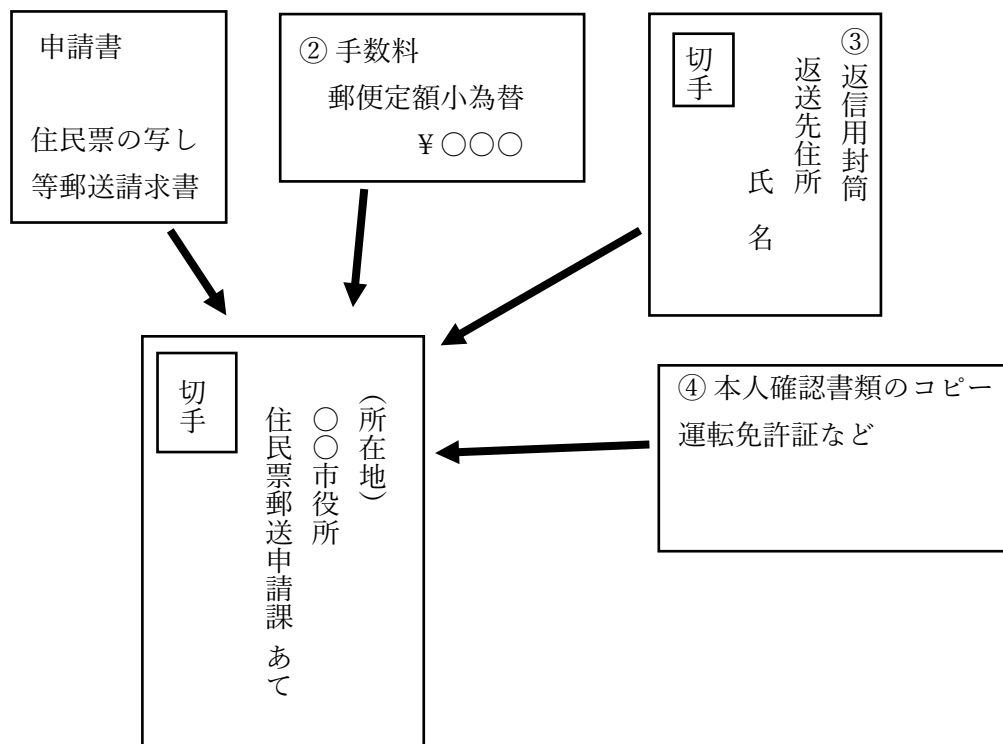 申請書
住民票の写し
等郵送請求書
② 手数料
郵便定額小為替
¥ ○○○
③ 返信用封筒
返送先住所
氏 名
切手
(所在地)
○○市役所
住民票郵送申請課 あて
切手
④ 本人確認書類のコピー
運転免許証など